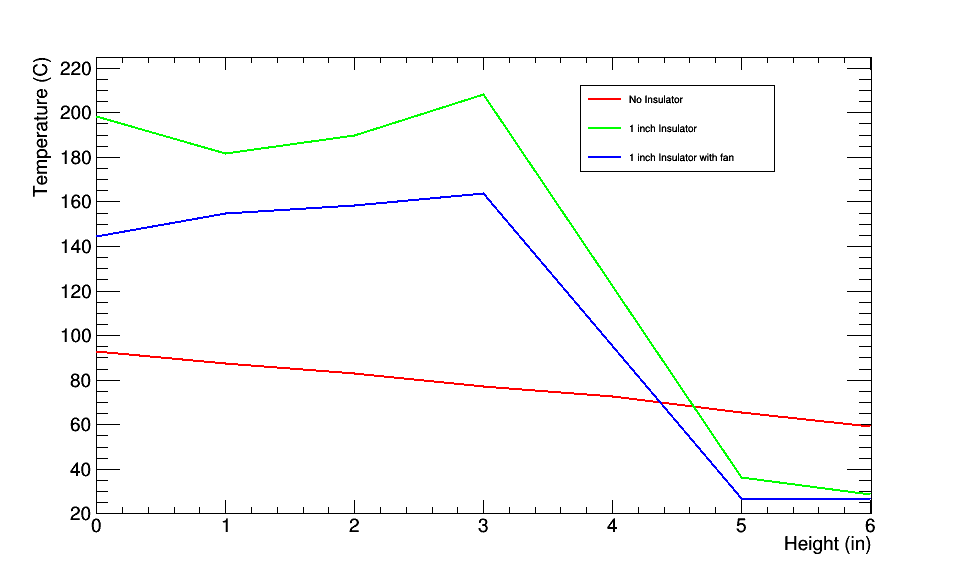 Temperature (C)
220
200
180
160
140
120
100
80
60
40
20
No Insulator
1 inch Insulator
1 inch Insulator with fan
0 1 2 3 4 5 6
Height (in)